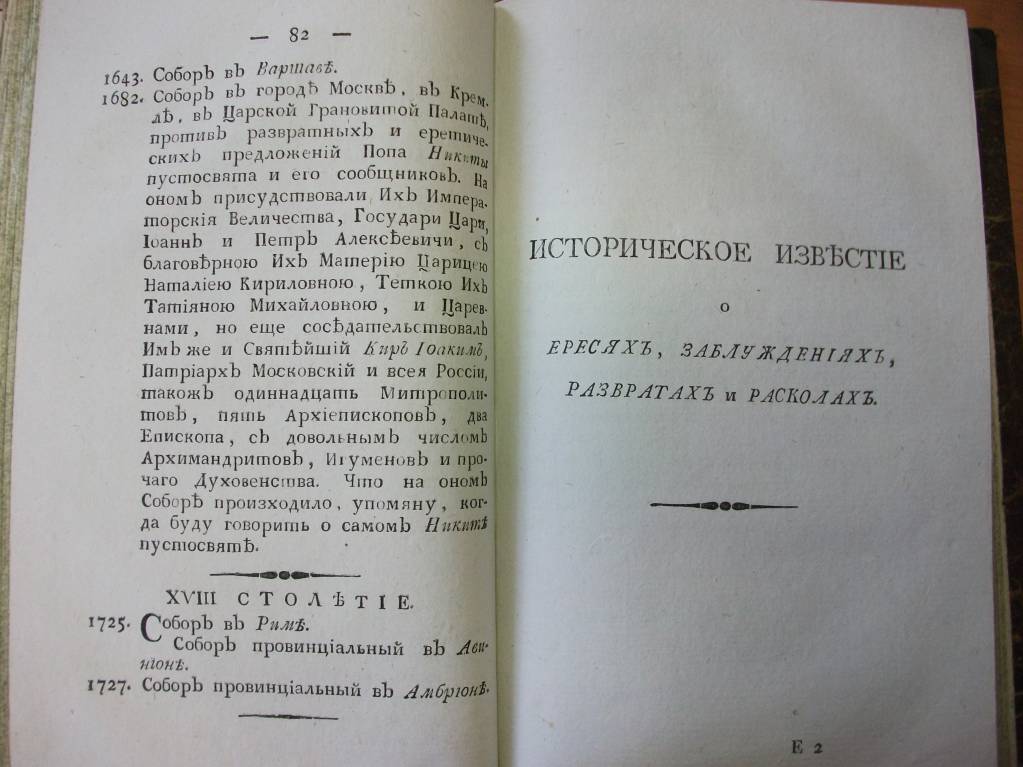 — 82 —
1643. Соборъ въ Варшавѣ.
1682. Соборъ въ городѣ Москвѣ, въ Крем-
лѣ, въ Царской Грановитой Палатѣ,
противъ развратныхъ и еретиче-
скихъ предложеній Попа Никиты
пустосвята и его сообщниковъ. На
ономъ присудствовали Ихъ Импера-
торскія Величества, Государи Цари,
Іоаннъ и Петръ Алексѣевичи, съ
благовѣрною Ихъ Материю Царицею
Наталіею Кириловною, Теткою Ихъ
Татіяною Михайловною, и Царев-
нами, но еще сосѣдательствовалъ
Имъ же и Святѣйшій Киръ Іоакимъ,
Патріархъ Московскій и всея Россіи,
такожъ одиннадцать Митрополи-
товъ, пять Архіепископовъ, два
Епископа, съ довольнымъ числомъ
Архимандритовъ, Игуменовъ и про-
чаго Духовенства. Что на ономъ
Соборѣ происходило, упомяну, ког-
да буду говорить о самомъ Никитѣ
пустосвятѣ.
XVIII СТОЛѢТІЕ.
1725. Соборъ въ Римѣ.
Соборъ провинціальный въ Ави-
ніонѣ.
1727. Соборъ провинціальный въ Амбріонѣ.
ИСТОРИЧЕСКОЕ ИЗВѢСТІЕ
о
ЕРЕСЯХЪ, ЗАБЛУЖДЕНІЯХЪ,
РАЗВРАТАХЪ и РАСКОЛАХЪ.
Е 2